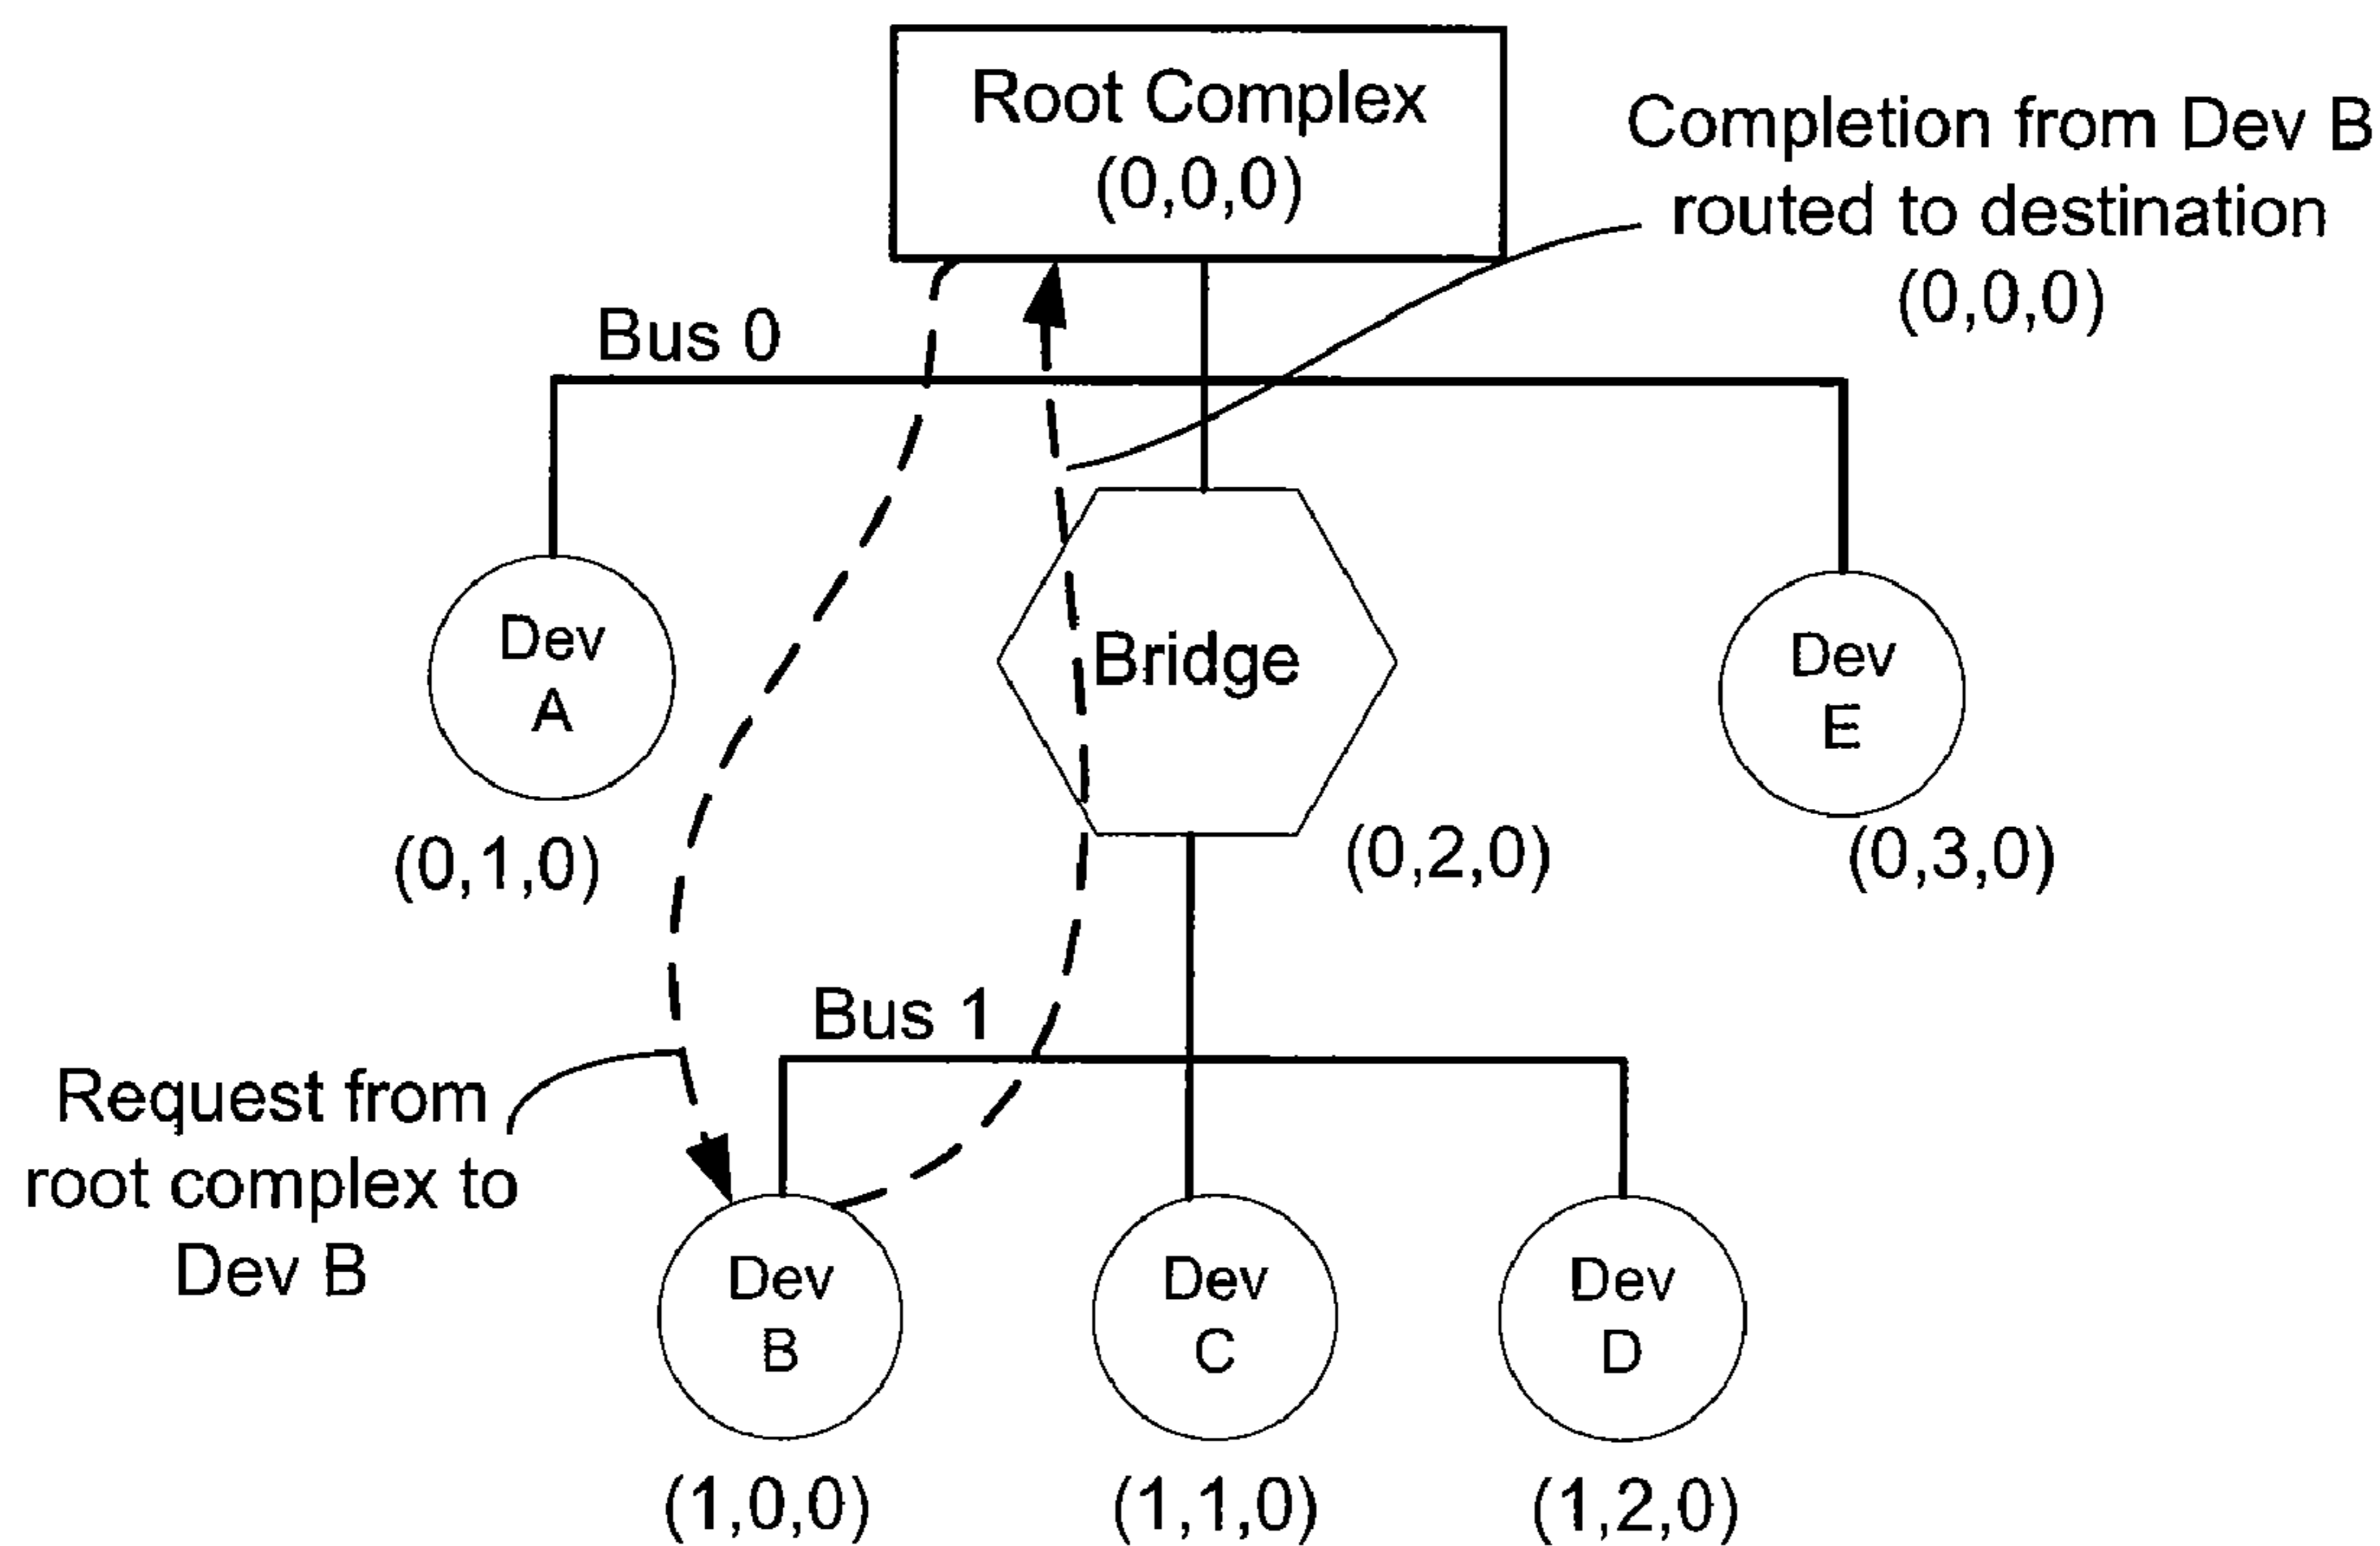 Root Complex
(0,0,0)
Completion from Dev B
routed to destination
(0,0,0)
Bus 0
Dev
A
(0,1,0)
Bridge
(0,2,0)
Dev
E
(0,3,0)
Bus 1
Request from
root complex to
Dev B
Dev
B
(1,0,0)
Dev
C
(1,1,0)
Dev
D
(1,2,0)